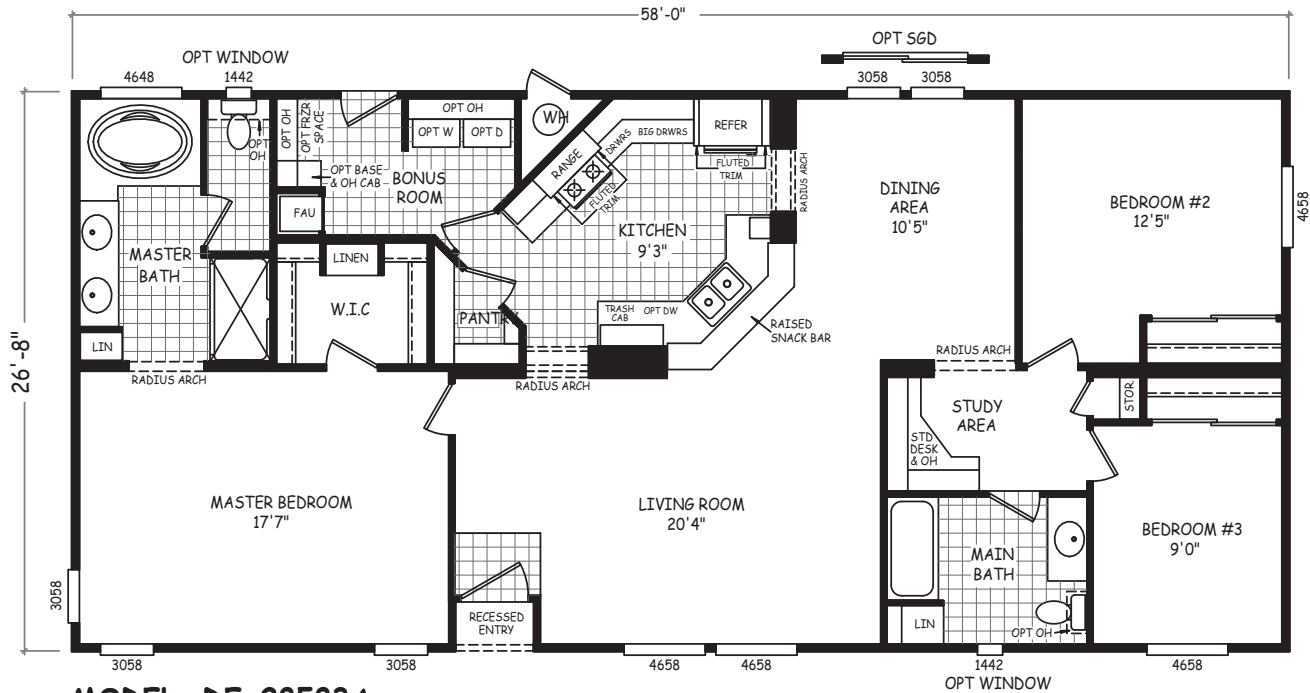 58'-0"
OPT SGD
OPT WINDOW
4648
1442
3058
3058
26'-8"
OPT OH
OPT OH
OPT FRZR
SPACE
OPT OH
OPT W
OPT D
WH
DRWRS
BIG DRWRS
REFER
FLUTED
TRIM
RANGE
FLUTED
TRIM
RADIUS ARCH
OPT BASE
& OH CAB
BONUS
ROOM
FAU
KITCHEN
9'3"
DINING
AREA
10'5"
BEDROOM #2
12'5"
4658
MASTER
BATH
LINEN
W.I.C
PANTRY
TRASH
CAB
OPT DW
RAISED
SNACK BAR
LIN
RADIUS ARCH
RADIUS ARCH
RADIUS ARCH
STUDY
AREA
STOR.
STD
DESK
& OH
MASTER BEDROOM
17'7"
LIVING ROOM
20'4"
BEDROOM #3
9'0"
MAIN
BATH
3058
RECESSED
ENTRY
LIN
OPT OH
3058
3058
4658
4658
1442
4658
OPT WINDOW